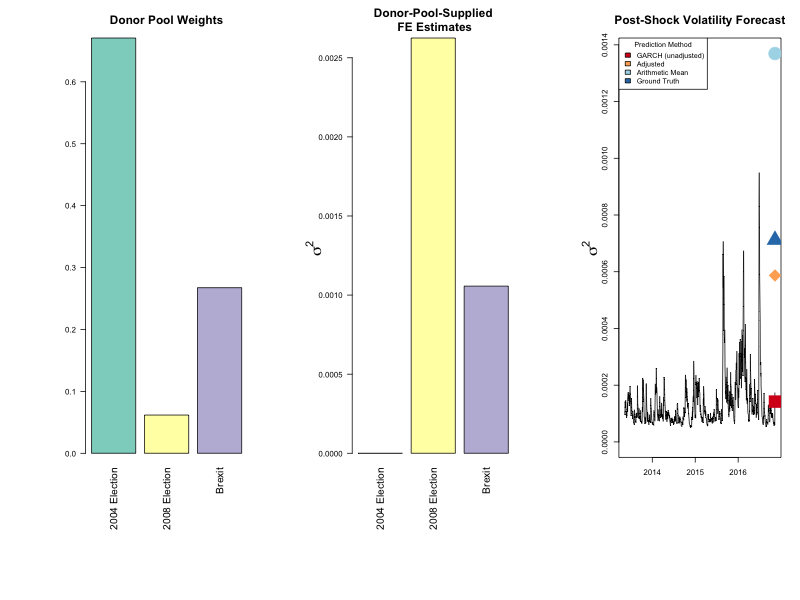 Donor Pool Weights
0.6
0.5
0.4
0.3
0.2
0.1
0.0
2004 Election
2008 Election
Brexit
Donor-Pool-Supplied
FE Estimates
σ²
0.0025
0.0020
0.0015
0.0010
0.0005
0.0000
2004 Election
2008 Election
Brexit
Post-Shock Volatility Forecast
σ²
0.0014
0.0012
0.0010
0.0008
0.0006
0.0004
0.0002
0.0000
Prediction Method
GARCH (unadjusted)
Adjusted
Arithmetic Mean
Ground Truth
2014 2015 2016